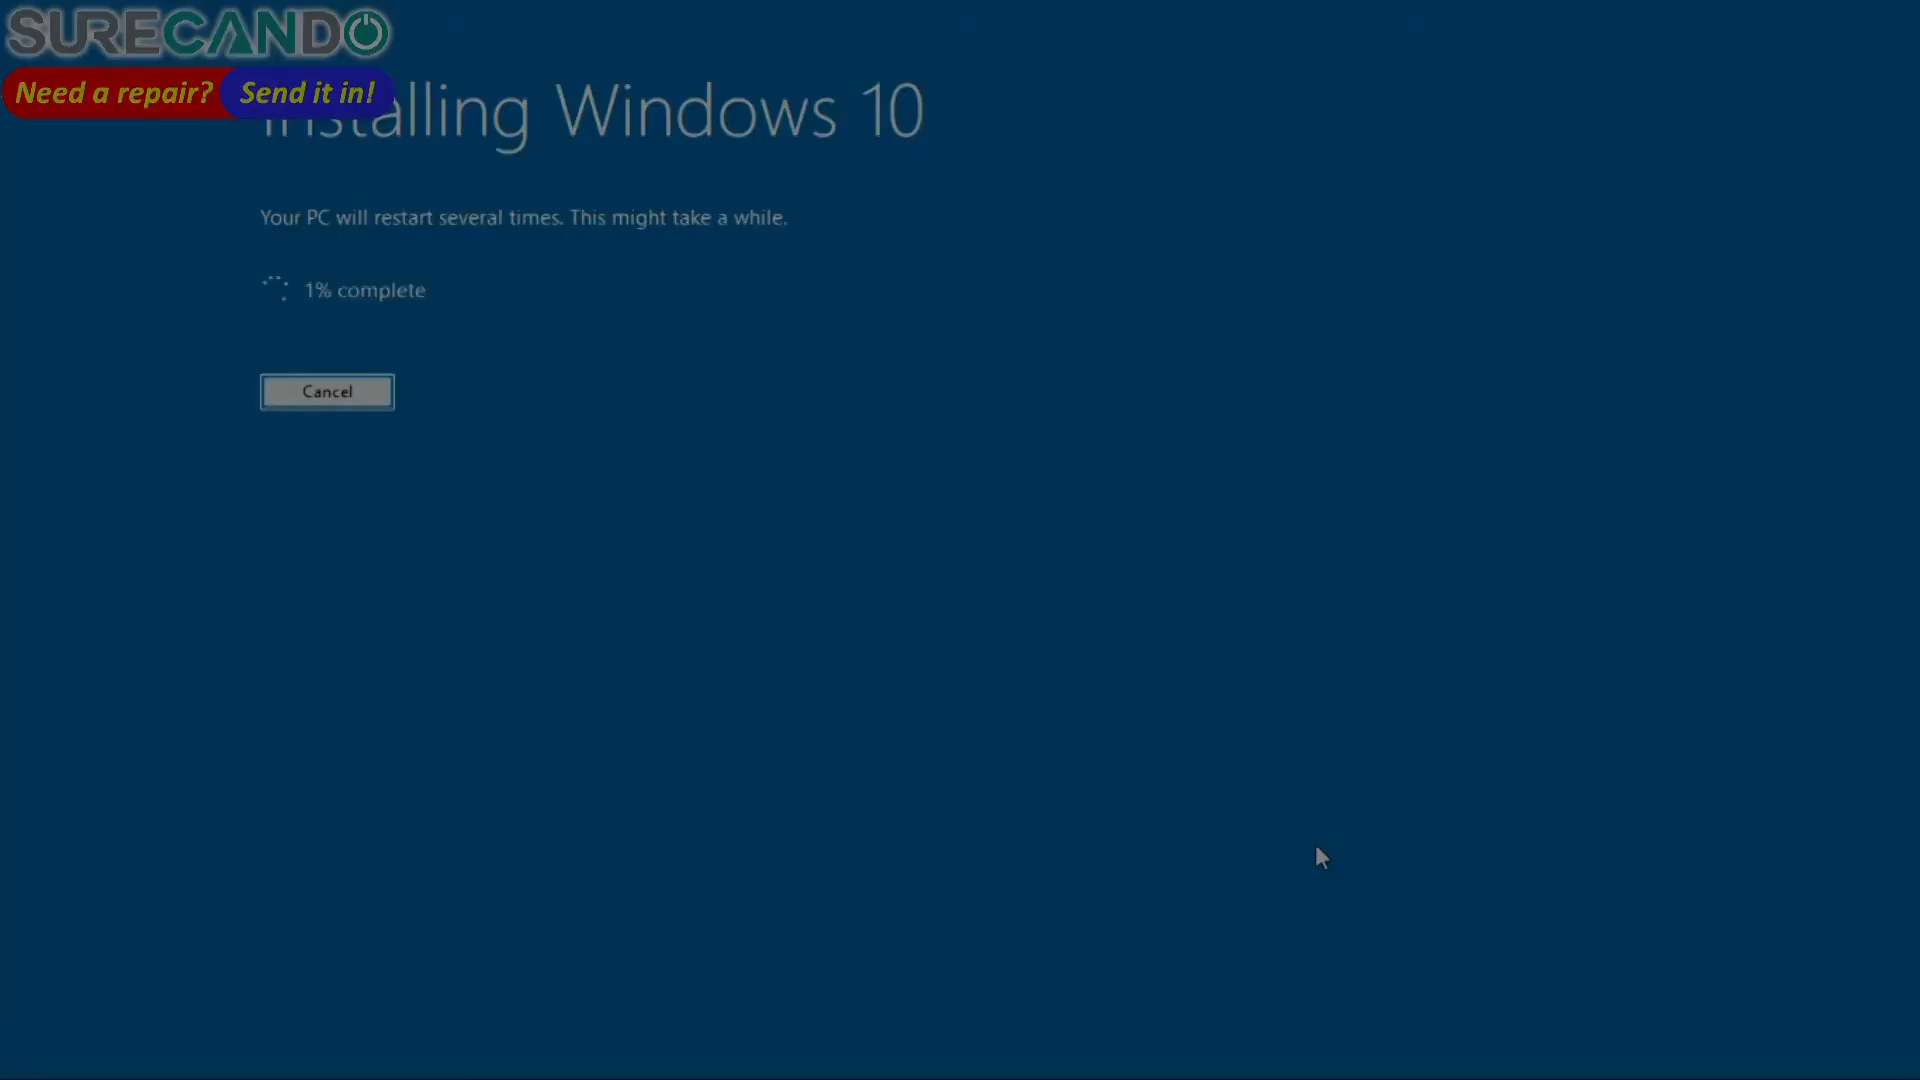 SURECANDO
Need a repair? Send it in!
Installing Windows 10
Your PC will restart several times. This might take a while.
1% complete
Cancel